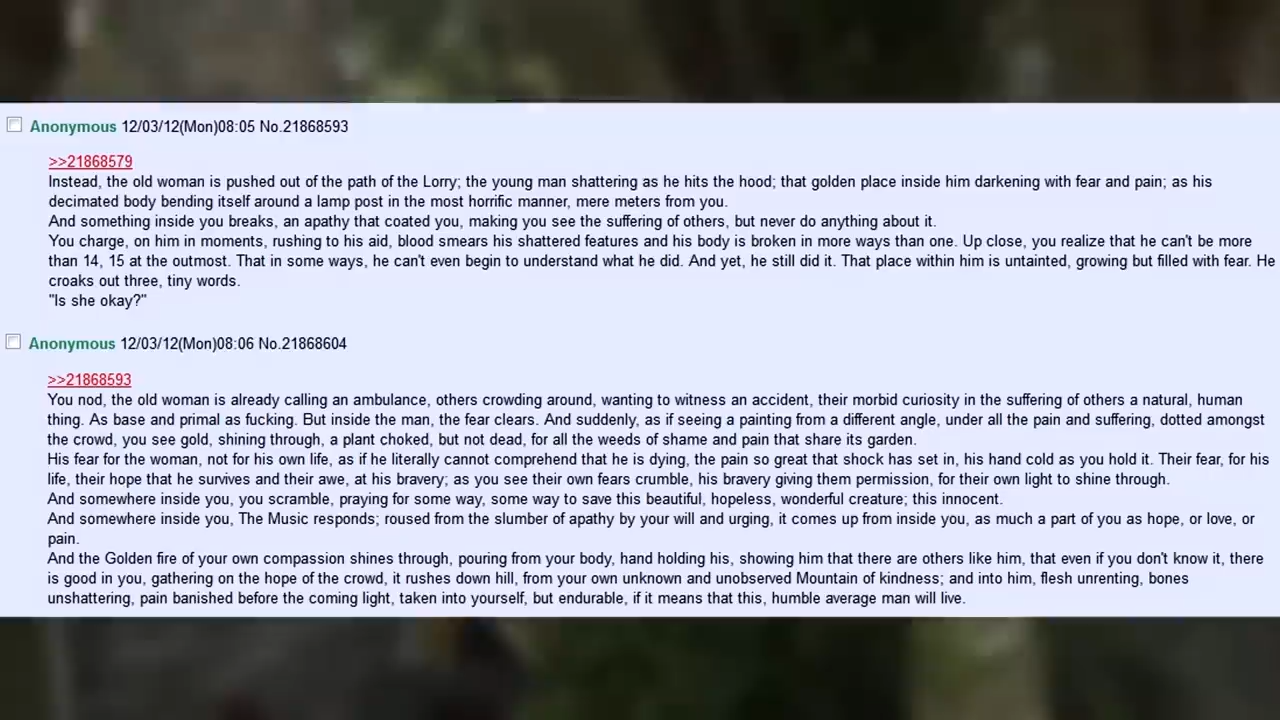 Anonymous 12/03/12(Mon)08:05 No.21868593
>>21868579
Instead, the old woman is pushed out of the path of the Lorry; the young man shattering as he hits the hood; that golden place inside him darkening with fear and pain; as his
decimated body bending itself around a lamp post in the most horrific manner, mere meters from you.
And something inside you breaks, an apathy that coated you, making you see the suffering of others, but never do anything about it.
You charge, on him in moments, rushing to his aid, blood smears his shattered features and his body is broken in more ways than one. Up close, you realize that he can't be more
than 14, 15 at the outmost. That in some ways, he can't even begin to understand what he did. And yet, he still did it. That place within him is untainted, growing but filled with fear. He
croaks out three, tiny words.
"Is she okay?"
Anonymous 12/03/12(Mon)08:06 No.21868604
>>21868593
You nod, the old woman is already calling an ambulance, others crowding around, wanting to witness an accident, their morbid curiosity in the suffering of others a natural, human
thing. As base and primal as fucking. But inside the man, the fear clears. And suddenly, as if seeing a painting from a different angle, under all the pain and suffering, dotted amongst
the crowd, you see gold, shining through, a plant choked, but not dead, for all the weeds of shame and pain that share its garden.
His fear for the woman, not for his own life, as if he literally cannot comprehend that he is dying, the pain so great that shock has set in, his hand cold as you hold it. Their fear, for his
life, their hope that he survives and their awe, at his bravery; as you see their own fears crumble, his bravery giving them permission, for their own light to shine through.
And somewhere inside you, you scramble, praying for some way, some way to save this beautiful, hopeless, wonderful creature; this innocent.
And somewhere inside you, The Music responds; roused from the slumber of apathy by your will and urging, it comes up from inside you, as much a part of you as hope, or love, or
pain.
And the Golden fire of your own compassion shines through, pouring from your body, hand holding his, showing him that there are others like him, that even if you don't know it, there
is good in you, gathering on the hope of the crowd, it rushes down hill, from your own unknown and unobserved Mountain of kindness; and into him, flesh unrenting, bones
unshattering, pain banished before the coming light, taken into yourself, but endurable, if it means that this, humble average man will live.